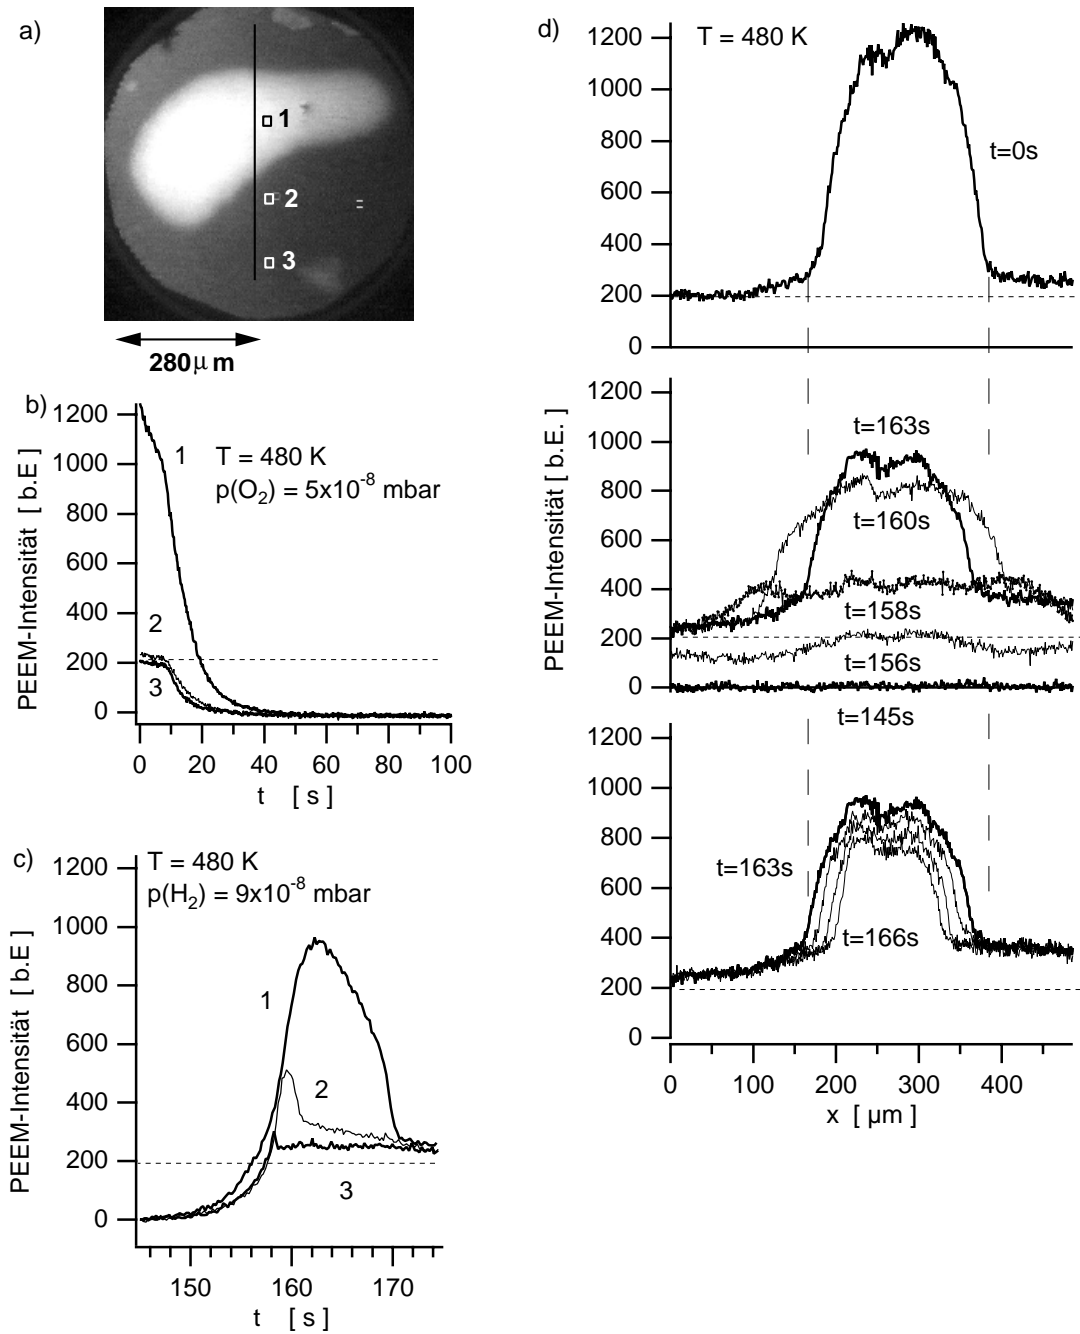 a)
1
2
3
280μ m
b)
1200
1000
800
600
400
200
0
PEEM-Intensität [ b.E ]
1
2
3
T = 480 K
p(O₂) = 5x10⁻⁸ mbar
0 20 40 60 80 100
t [ s ]
c)
T = 480 K
p(H₂) = 9x10⁻⁸ mbar
1200
1000
800
600
400
200
0
PEEM-Intensität [ b.E ]
1
2
3
150 160 170
t [ s ]
d)
T = 480 K
1200
1000
800
600
400
200
0
t=0s
PEEM-Intensität [ b.E. ]
1200
1000
800
600
400
200
0
t=163s
t=160s
t=158s
t=156s
t=145s
1200
1000
800
600
400
200
0
t=163s
t=166s
0 100 200 300 400
x [ µm ]